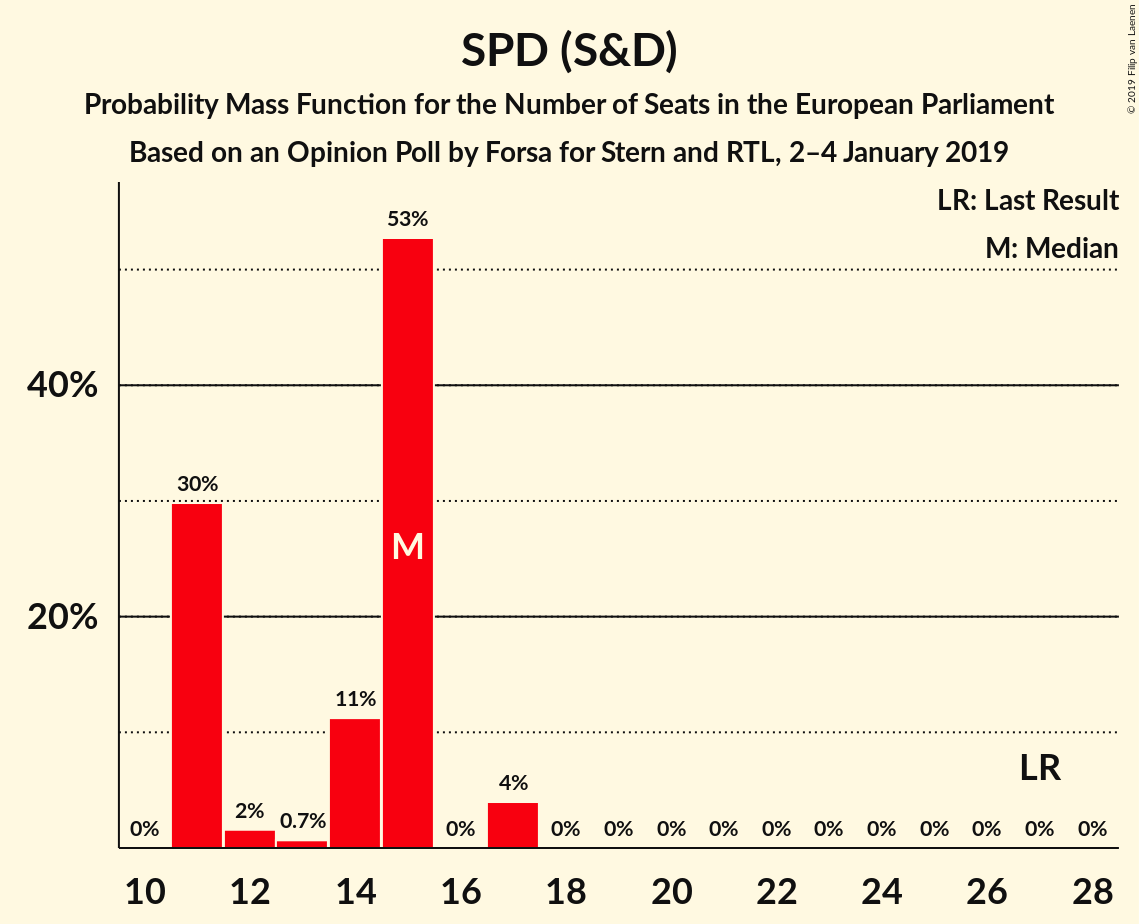 SPD (S&D)
Probability Mass Function for the Number of Seats in the European Parliament
Based on an Opinion Poll by Forsa for Stern and RTL, 2–4 January 2019
© 2019 Filip van Laenen
LR: Last Result
M: Median
53%
40%
30%
M
20%
11%
LR
4%
2%
0.7%
0% 0% 0% 0% 0% 0% 0% 0% 0% 0% 0% 0% 0%
10 12 14 16 18 20 22 24 26 28